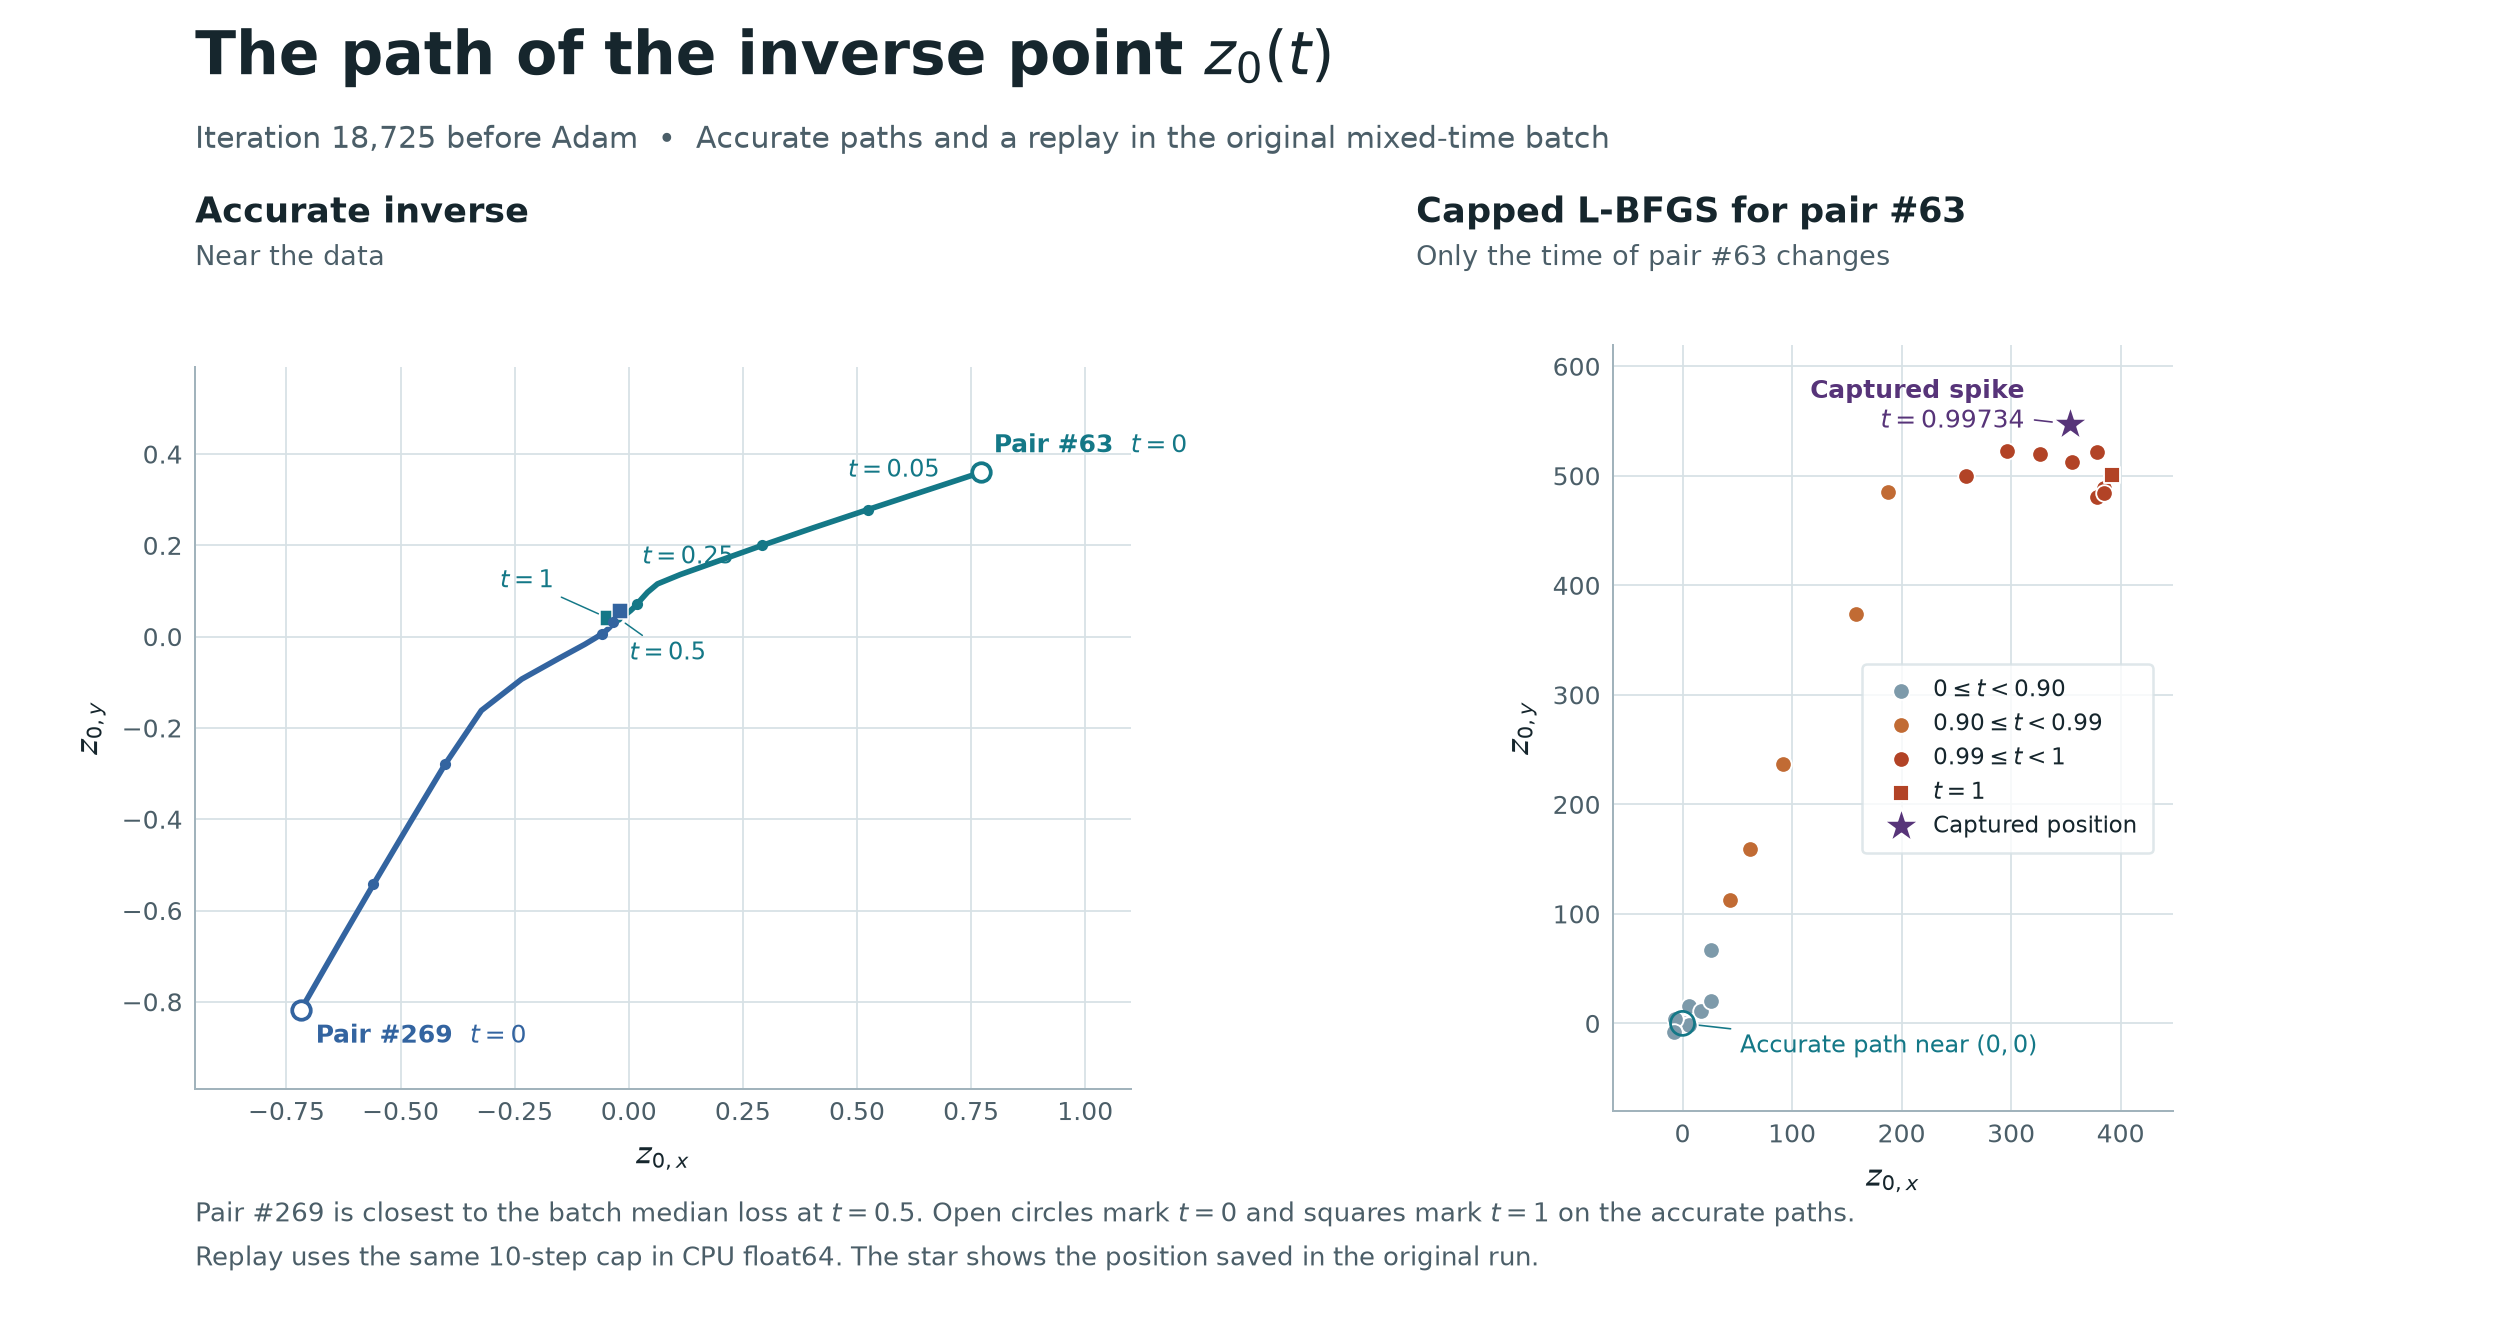 The path of the inverse point z₀(t)
Iteration 18,725 before Adam • Accurate paths and a replay in the original mixed-time batch
Accurate inverse
Near the data
Pair #63 t = 0
t = 0.05
t = 0.25
t = 1
t = 0.5
Pair #269 t = 0
0.4
0.2
0.0
−0.2
−0.4
−0.6
−0.8
z₀,y
−0.75 −0.50 −0.25 0.00 0.25 0.50 0.75 1.00
z₀,x
Capped L-BFGS for pair #63
Only the time of pair #63 changes
600
500
400
300
200
100
0
z₀,y
Captured spike
t = 0.99734
0 ≤ t < 0.90
0.90 ≤ t < 0.99
0.99 ≤ t < 1
t = 1
Captured position
Accurate path near (0, 0)
0 100 200 300 400
z₀,x
Pair #269 is closest to the batch median loss at t = 0.5. Open circles mark t = 0 and squares mark t = 1 on the accurate paths.
Replay uses the same 10-step cap in CPU float64. The star shows the position saved in the original run.